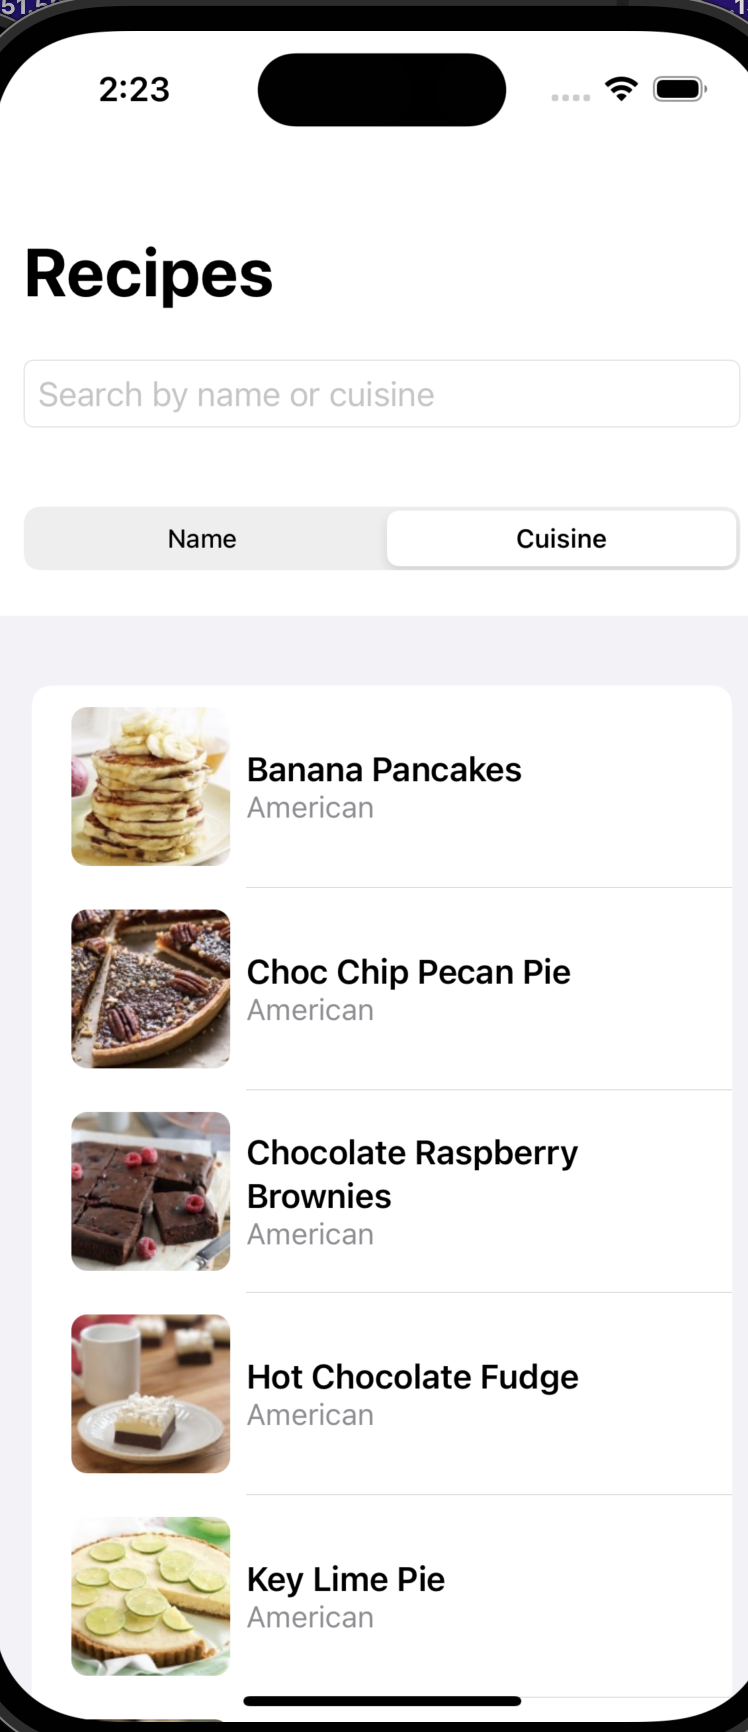 2:23
Recipes
Search by name or cuisine
Name
Cuisine
Banana Pancakes
American
Choc Chip Pecan Pie
American
Chocolate Raspberry
Brownies
American
Hot Chocolate Fudge
American
Key Lime Pie
American